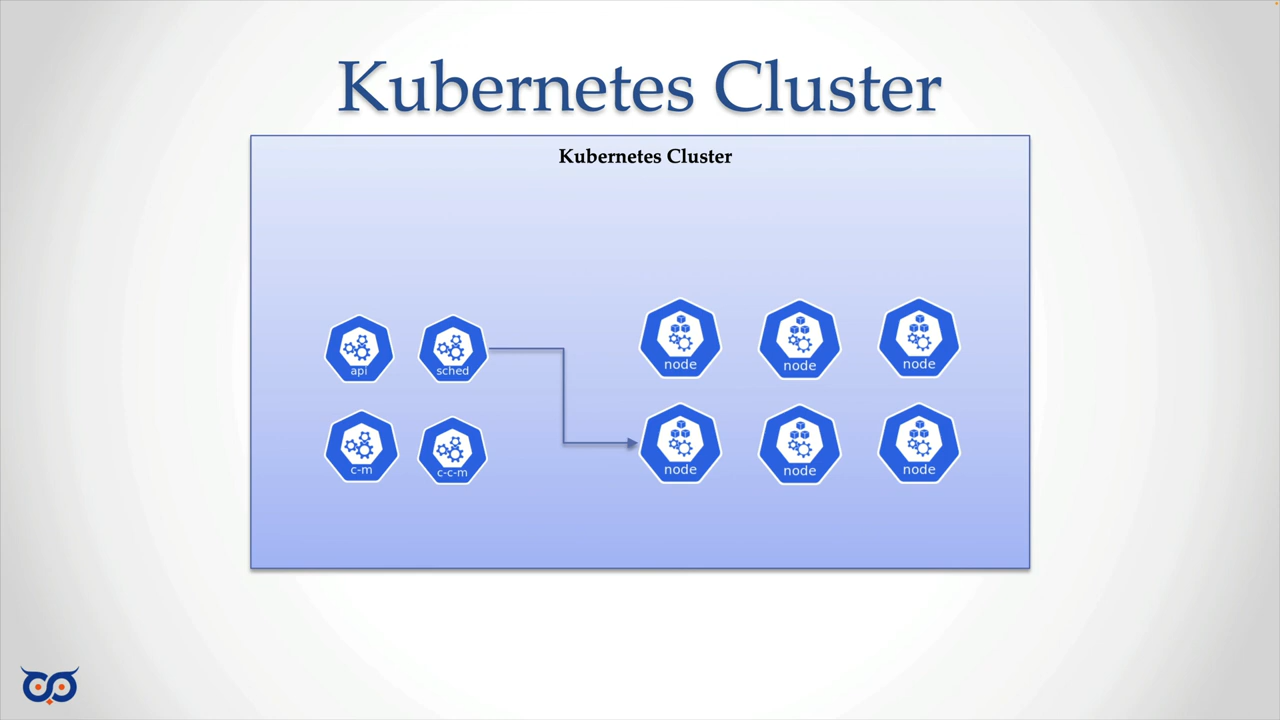 Kubernetes Cluster
Kubernetes Cluster
api
sched
node
node
node
c-m
c-c-m
node
node
node